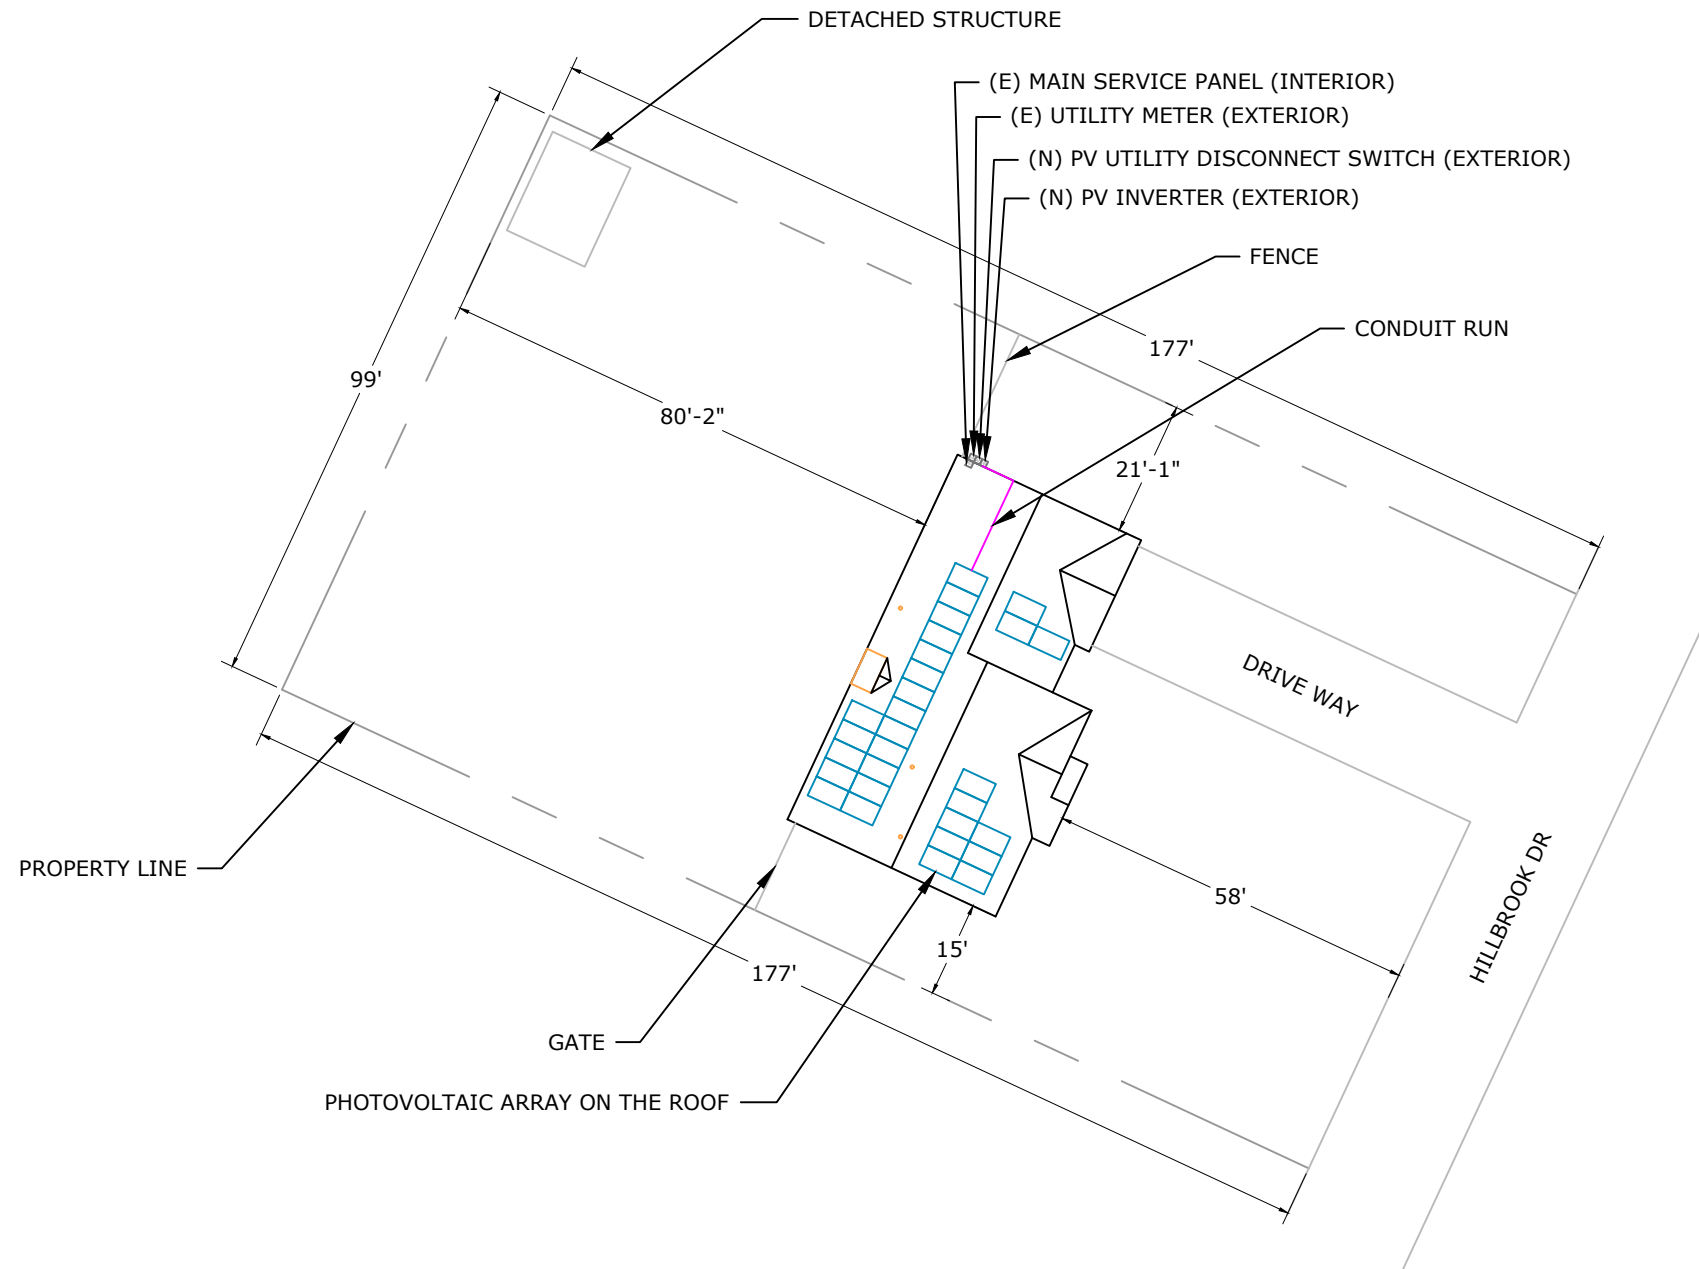 DETACHED STRUCTURE
(E) MAIN SERVICE PANEL (INTERIOR)
(E) UTILITY METER (EXTERIOR)
(N) PV UTILITY DISCONNECT SWITCH (EXTERIOR)
(N) PV INVERTER (EXTERIOR)
FENCE
CONDUIT RUN
177'
99'
80'-2"
21'-1"
DRIVE WAY
HILLBROOK DR
PROPERTY LINE
58'
15'
177'
GATE
PHOTOVOLTAIC ARRAY ON THE ROOF